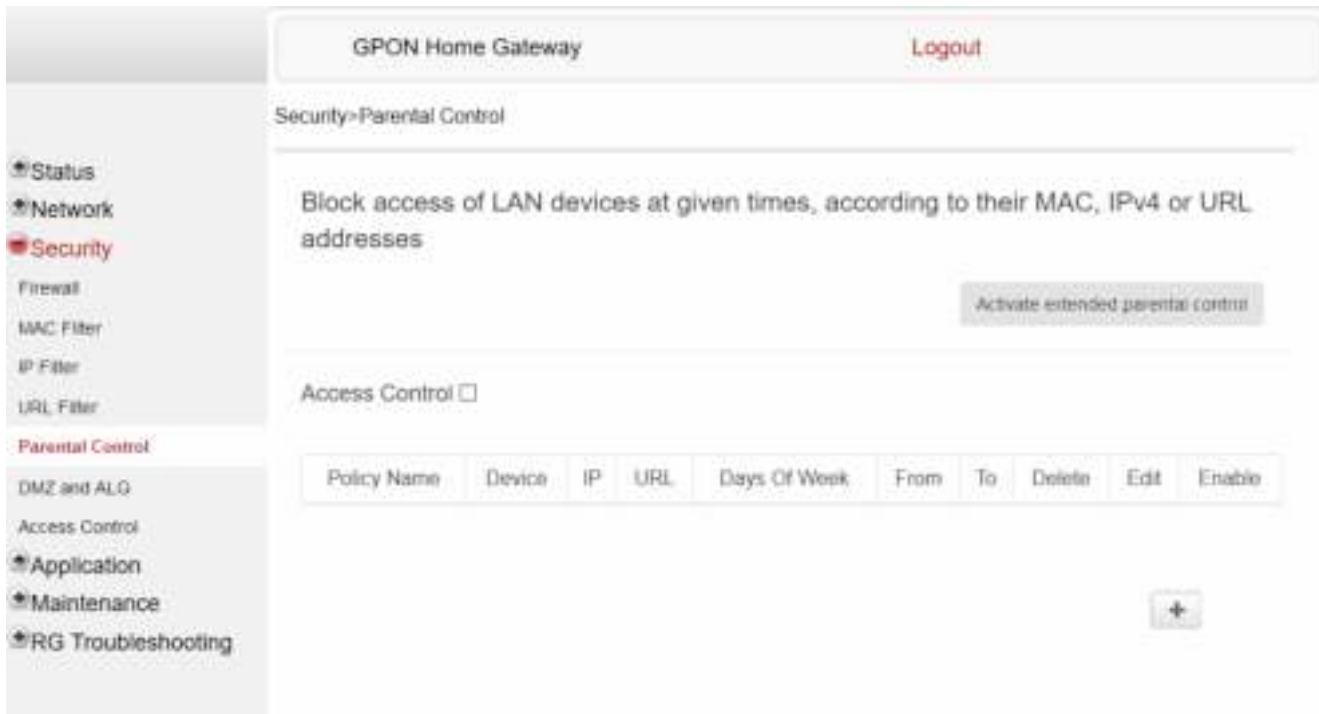 GPON Home Gateway
Logout
Security>Parental Control
Status
Network
Security
Firewall
MAC Filter
IP Filter
URL Filter
Parental Control
DMZ and ALG
Access Control
Application
Maintenance
RG Troubleshooting
Block access of LAN devices at given times, according to their MAC, IPv4 or URL
addresses
Activate extended parental control
Access Control
Policy Name Device IP URL Days Of Week From To Delete Edit Enable
+